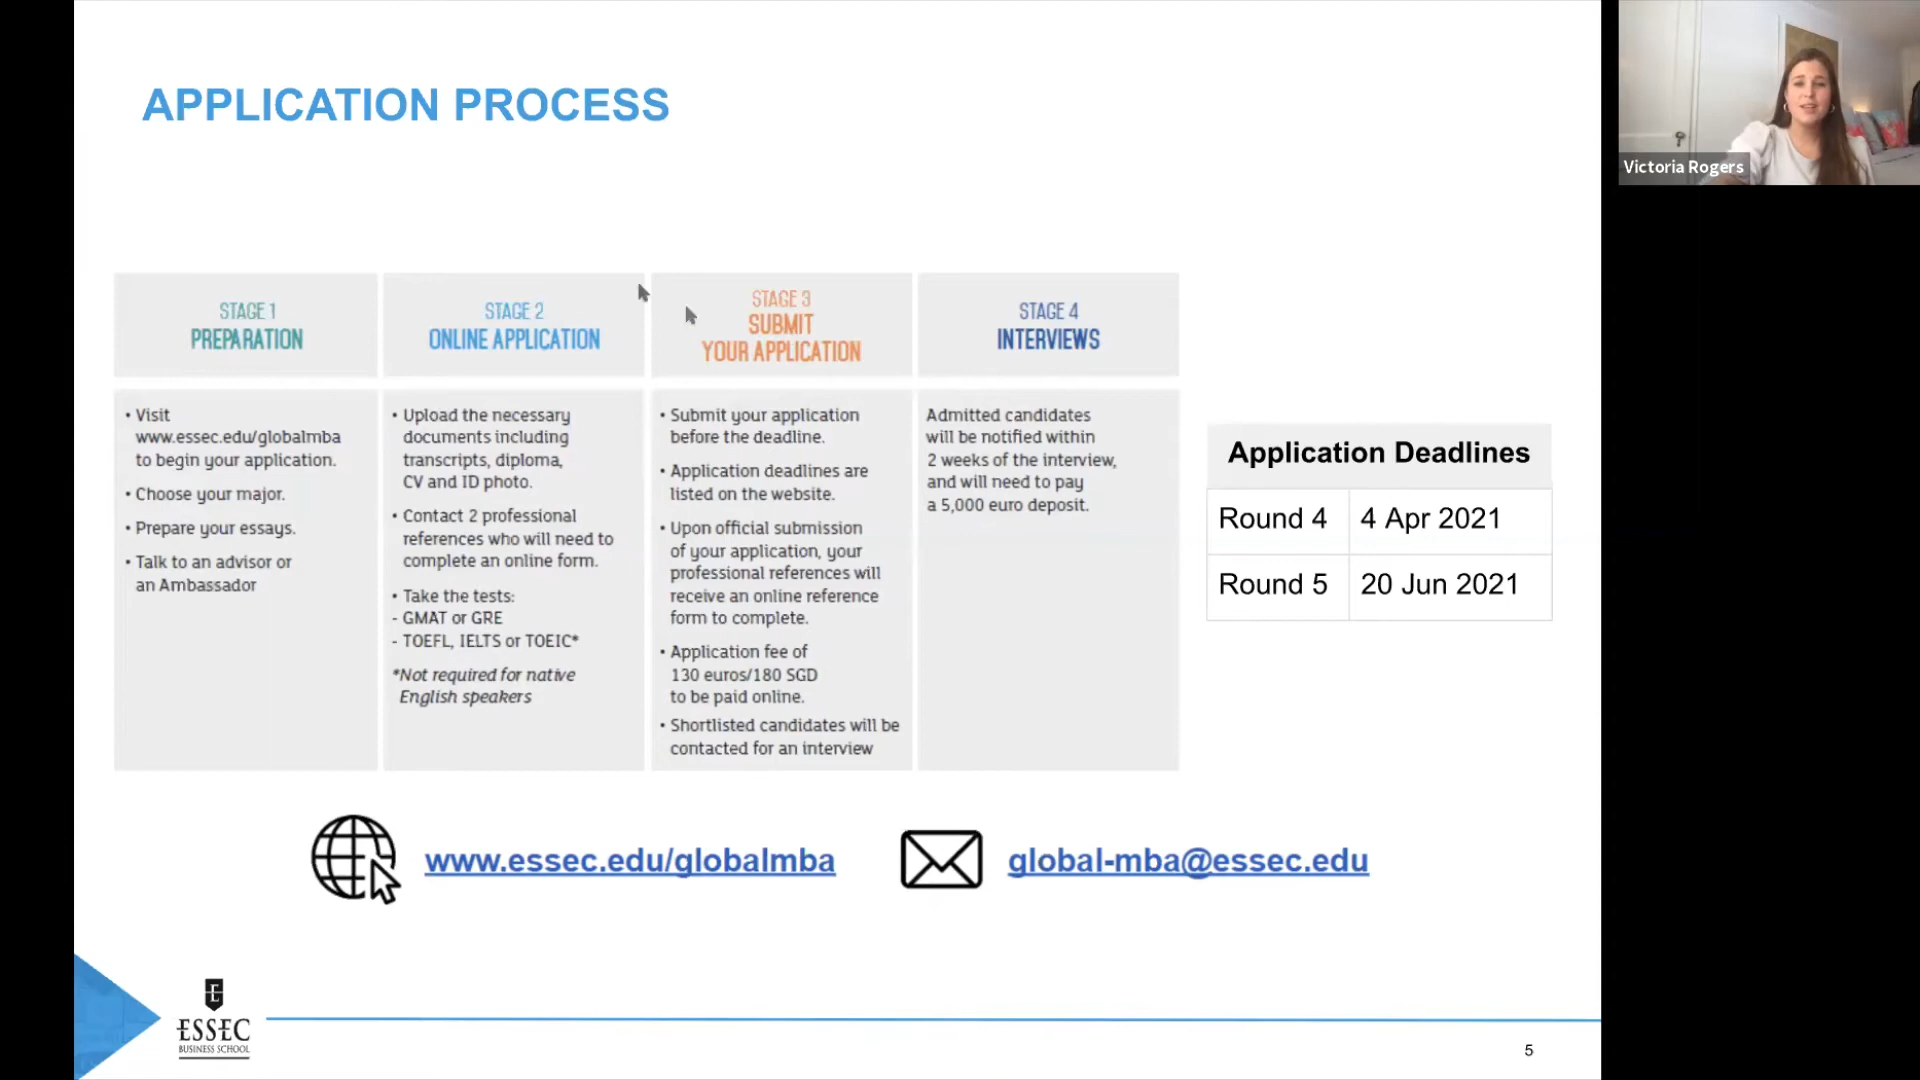 APPLICATION PROCESS
Victoria Rogers
STAGE 1
PREPARATION
• Visit
www.essec.edu/globalmba
to begin your application.
• Choose your major.
• Prepare your essays.
• Talk to an advisor or
an Ambassador
STAGE 2
ONLINE APPLICATION
• Upload the necessary
documents including
transcripts, diploma,
CV and ID photo.
• Contact 2 professional
references who will need to
complete an online form.
• Take the tests:
- GMAT or GRE
- TOEFL, IELTS or TOEIC*
*Not required for native
English speakers
STAGE 3
SUBMIT
YOUR APPLICATION
• Submit your application
before the deadline.
• Application deadlines are
listed on the website.
• Upon official submission
of your application, your
professional references will
receive an online reference
form to complete.
• Application fee of
130 euros/180 SGD
to be paid online.
• Shortlisted candidates will be
contacted for an interview
STAGE 4
INTERVIEWS
Admitted candidates
will be notified within
2 weeks of the interview,
and will need to pay
a 5,000 euro deposit.
Application Deadlines
Round 4 4 Apr 2021
Round 5 20 Jun 2021
www.essec.edu/globalmba
global-mba@essec.edu
ESSEC
BUSINESS SCHOOL
5